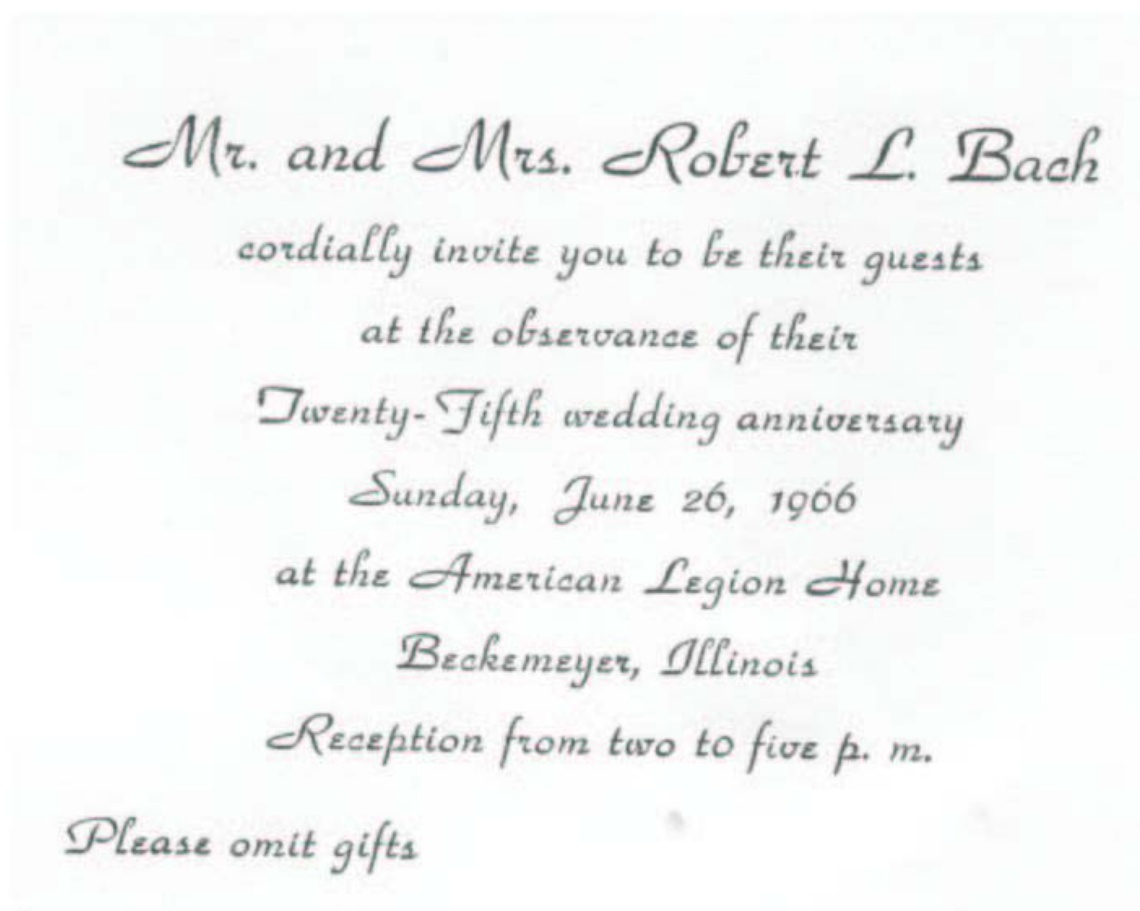 Mr. and Mrs. Robert L. Bach
cordially invite you to be their guests
at the observance of their
Twenty-Fifth wedding anniversary
Sunday, June 26, 1966
at the American Legion Home
Beckemeyer, Illinois
Reception from two to five p. m.
Please omit gifts